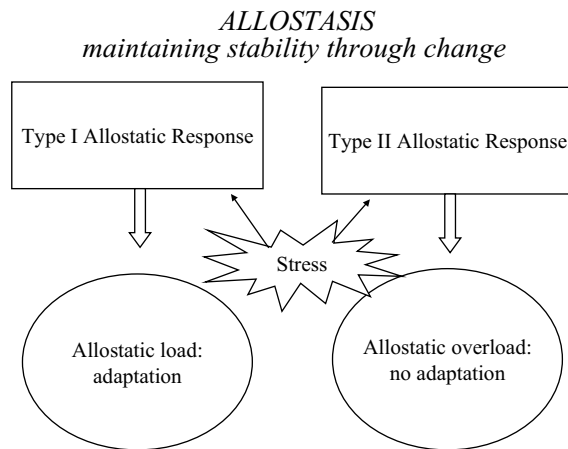 ALLOSTASIS
maintaining stability through change
Type I Allostatic Response
Type II Allostatic Response
Stress
Allostatic load:
adaptation
Allostatic overload:
no adaptation